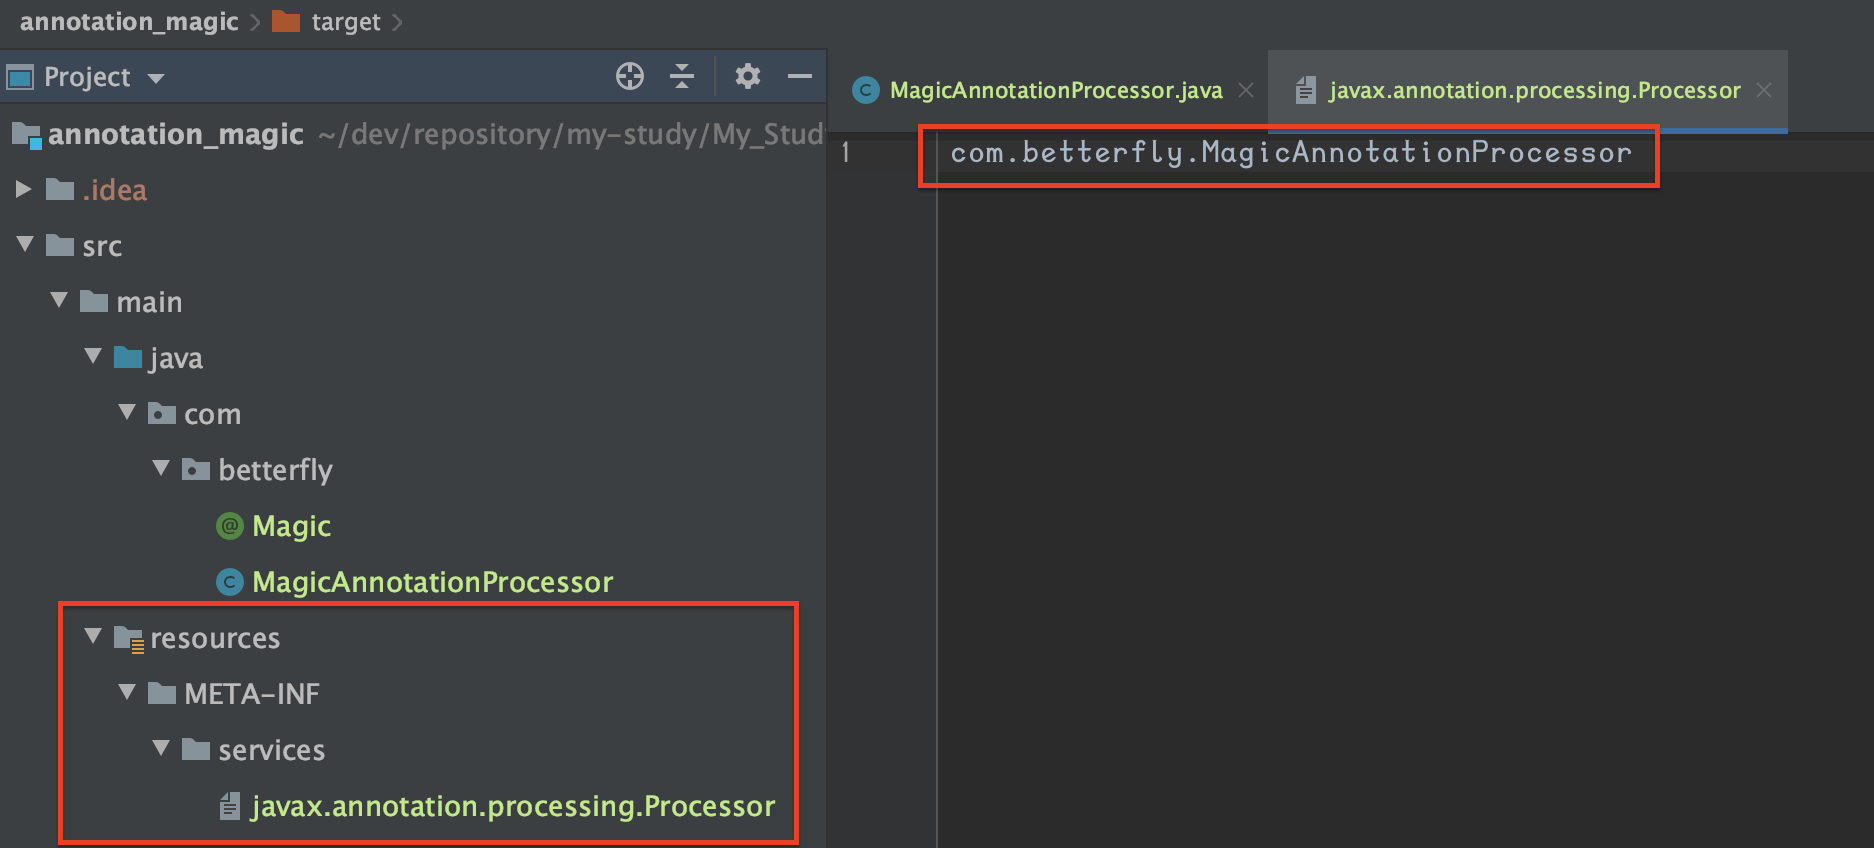 annotation_magic > target >
Project
annotation_magic ~/dev/repository/my-study/My_Stud
.idea
src
main
java
com
betterfly
Magic
MagicAnnotationProcessor
resources
META-INF
services
javax.annotation.processing.Processor
MagicAnnotationProcessor.java
javax.annotation.processing.Processor
1 com.betterfly.MagicAnnotationProcessor